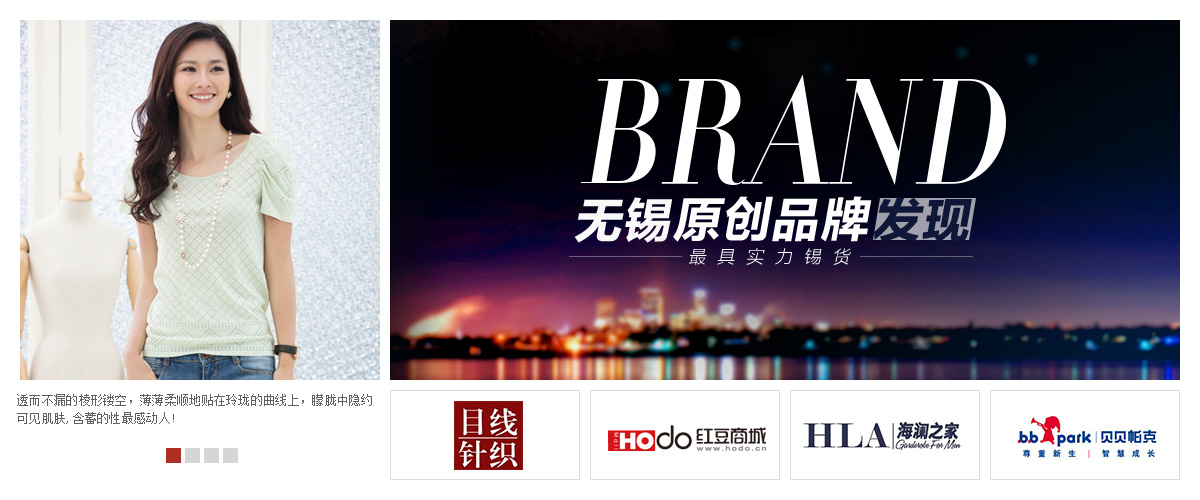 BRAND
无锡原创品牌发现
最具实力锡货
透而不漏的棱形镂空，薄薄柔顺地贴在玲珑的曲线上，朦胧中隐约
可见肌肤, 含蓄的性最感动人!
目线
针织
HOM HOdo 红豆商城
www.hodo.cn
HLA 海澜之家
Garderobe For Men
bb park 贝贝帕克
尊重新生 | 智慧成长